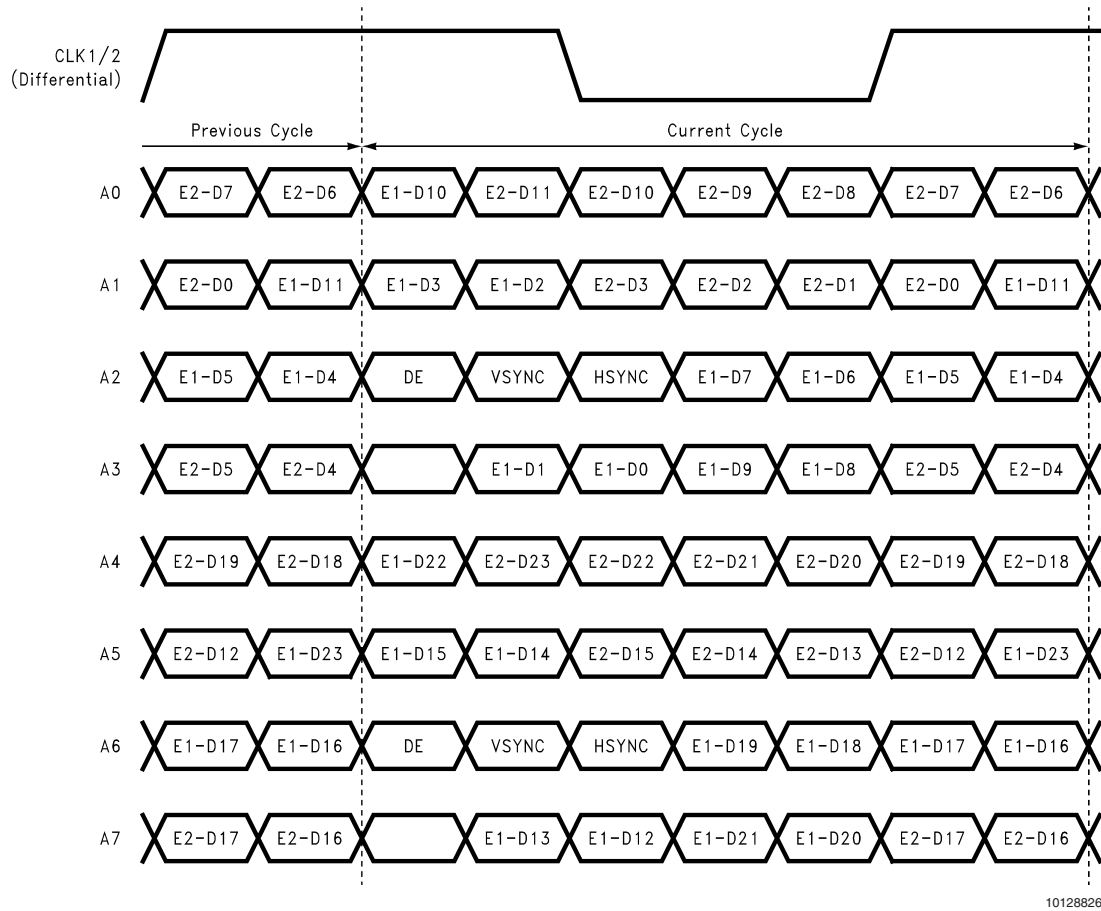 CLK1/2
(Differential)
Previous Cycle Current Cycle
A0 E2-D7 E2-D6 E1-D10 E2-D11 E2-D10 E2-D9 E2-D8 E2-D7 E2-D6
A1 E2-D0 E1-D11 E1-D3 E1-D2 E2-D3 E2-D2 E2-D1 E2-D0 E1-D11
A2 E1-D5 E1-D4 DE VSYNC HSYNC E1-D7 E1-D6 E1-D5 E1-D4
A3 E2-D5 E2-D4 E1-D1 E1-D0 E1-D9 E1-D8 E2-D5 E2-D4
A4 E2-D19 E2-D18 E1-D22 E2-D23 E2-D22 E2-D21 E2-D20 E2-D19 E2-D18
A5 E2-D12 E1-D23 E1-D15 E1-D14 E2-D15 E2-D14 E2-D13 E2-D12 E1-D23
A6 E1-D17 E1-D16 DE VSYNC HSYNC E1-D19 E1-D18 E1-D17 E1-D16
A7 E2-D17 E2-D16 E1-D13 E1-D12 E1-D21 E1-D20 E2-D17 E2-D16
10128826